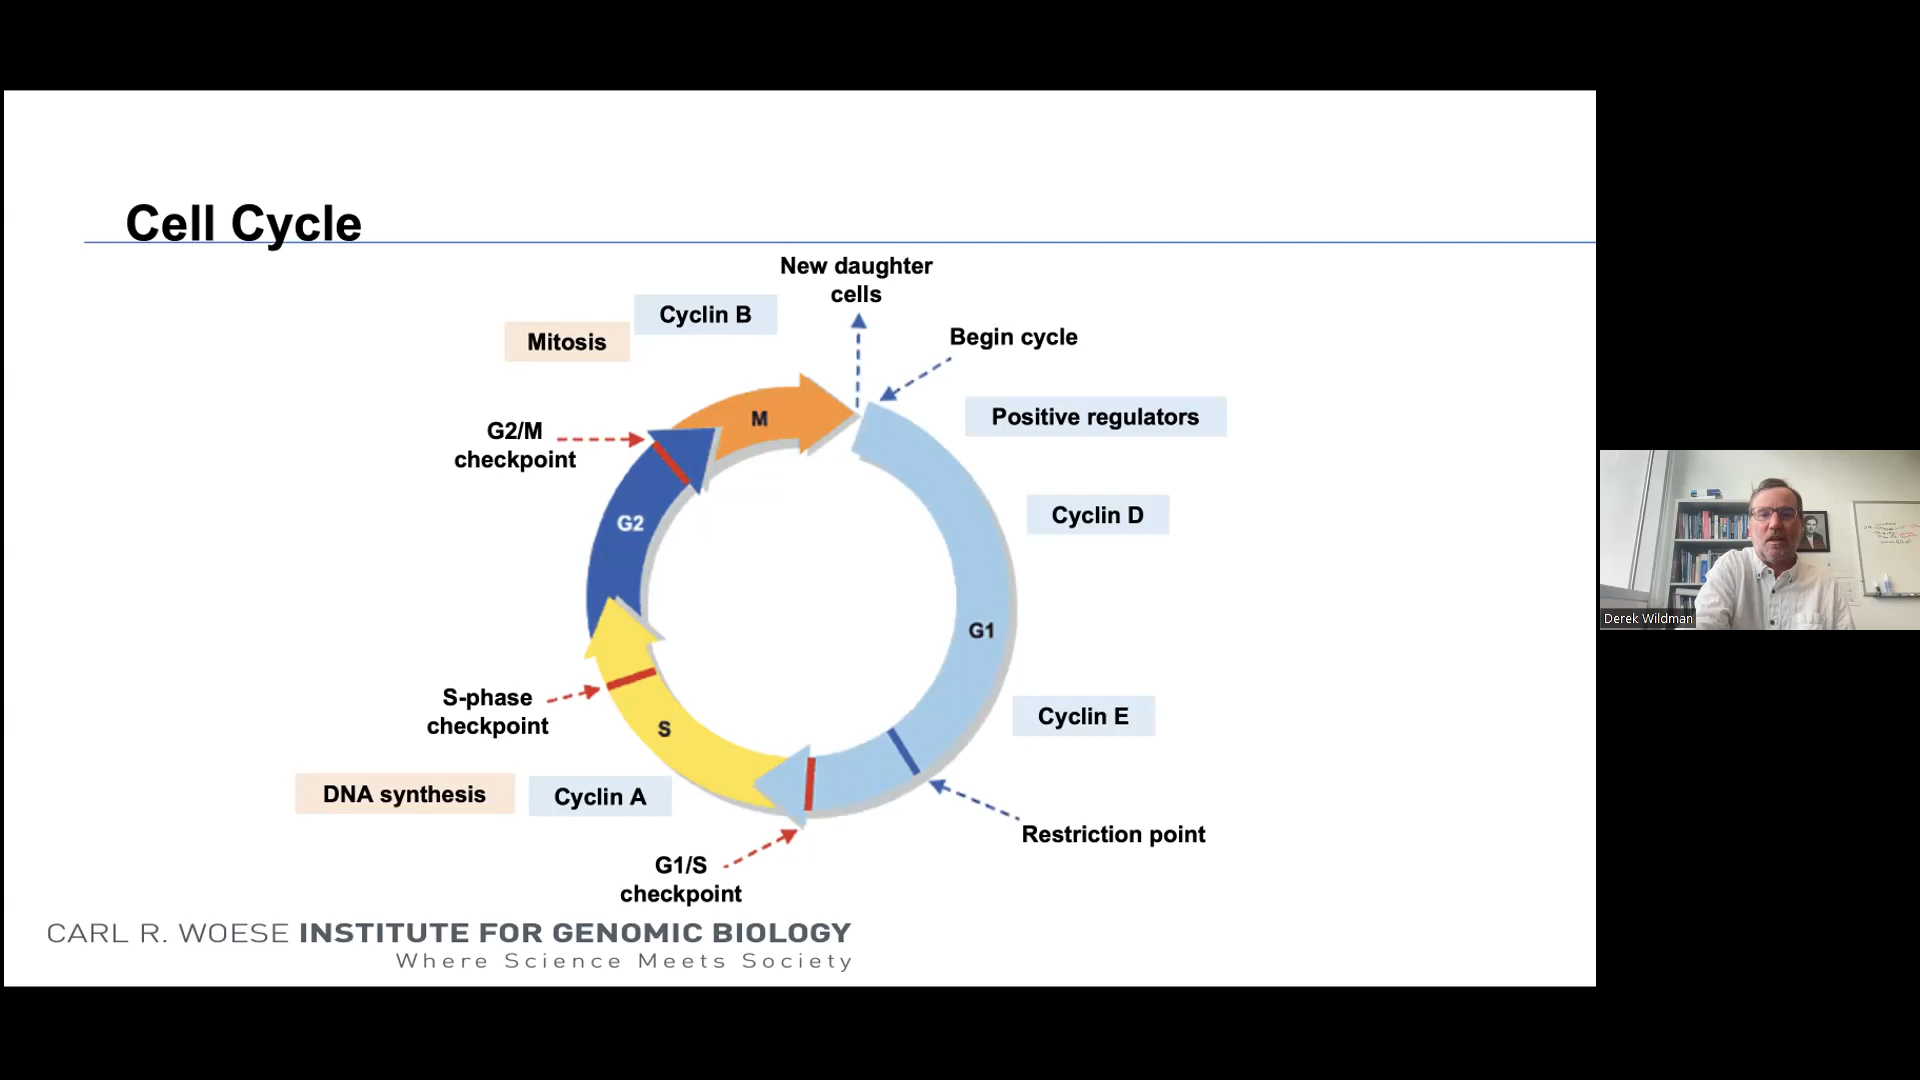 Cell Cycle
New daughter
cells
Cyclin B
Mitosis
Begin cycle
M
Positive regulators
G2/M
checkpoint
G2
Cyclin D
G1
S-phase
checkpoint
S
Cyclin E
DNA synthesis
Cyclin A
Restriction point
G1/S
checkpoint
CARL R. WOESE INSTITUTE FOR GENOMIC BIOLOGY
Where Science Meets Society
Derek Wildman